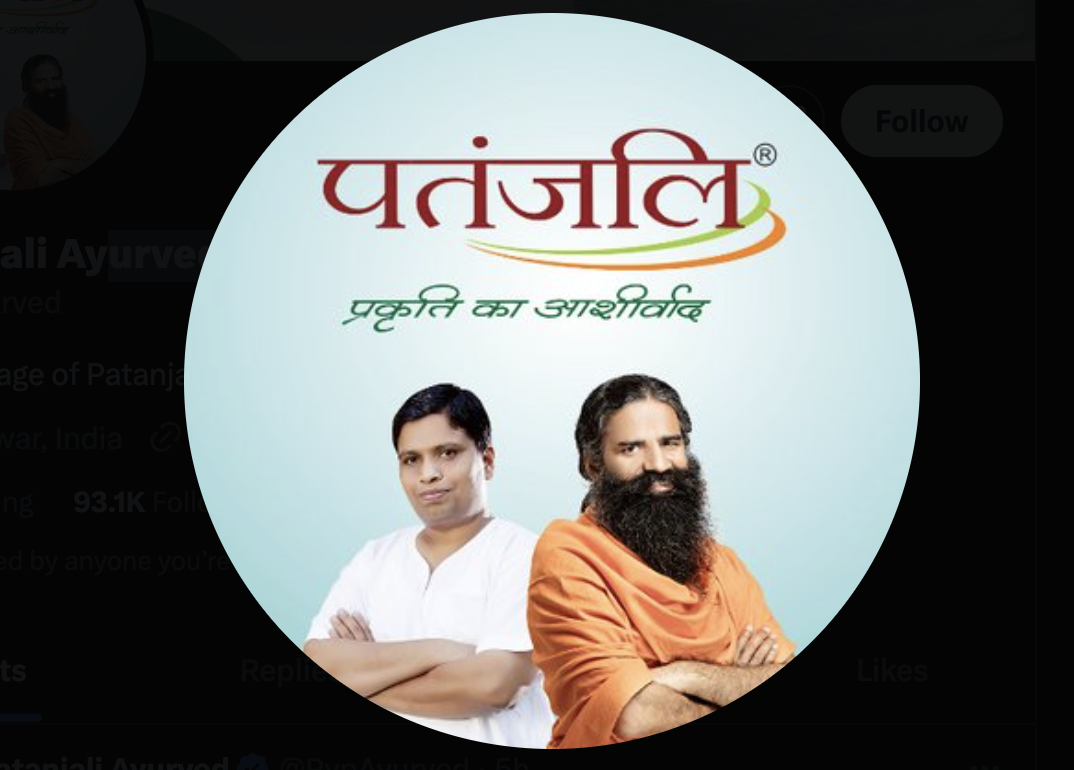 Follow
पतंजलि®
प्रकृति का आशीर्वाद
ali Ayurve
rved
age of Patanja
war, India
ng 93.1K Foll
ed by anyone you're
ts Replie Likes
atanjali Ayurved @PypAyurved · 5h